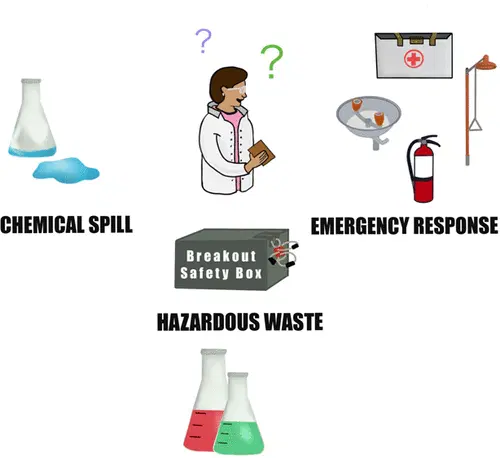 ? ?
CHEMICAL SPILL
EMERGENCY RESPONSE
Breakout
Safety Box
HAZARDOUS WASTE